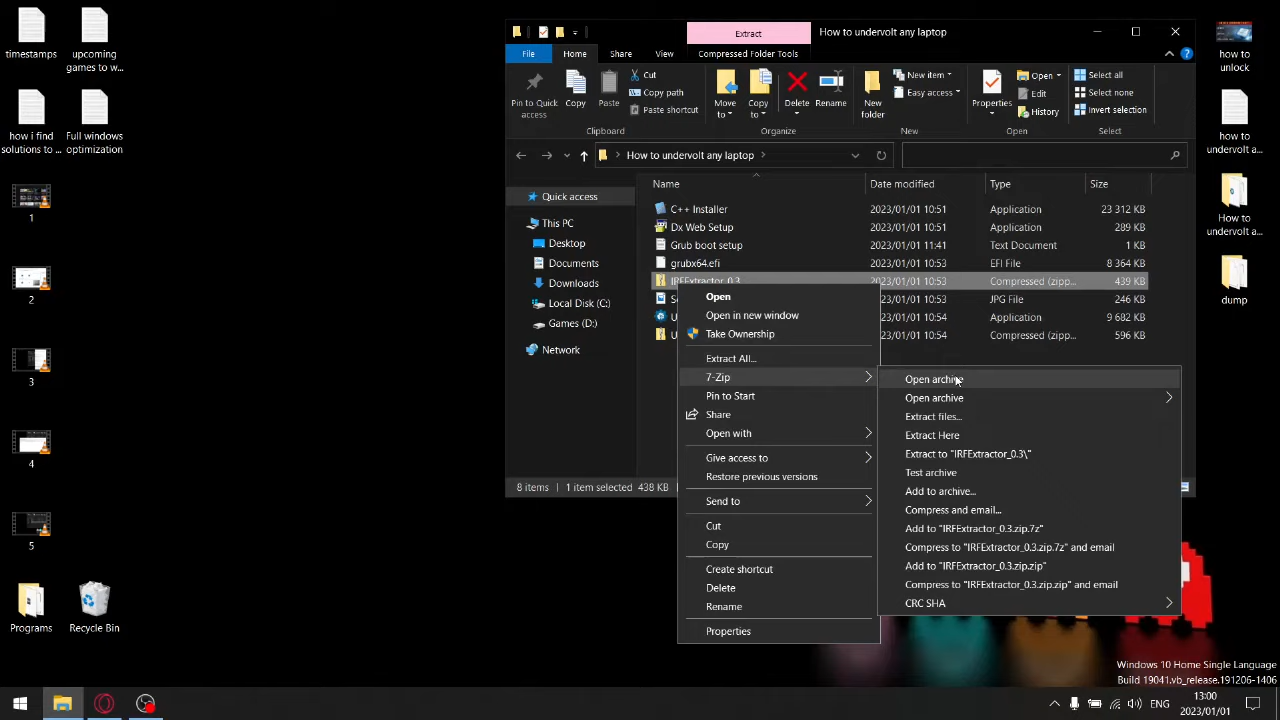 timestamps
upcoming
games to w...
how i find
solutions to ...
Full windows
optimization
1
2
3
4
5
Programs
Recycle Bin
Extract
How to undervolt any laptop
File
Home
Share
View
Compressed Folder Tools
Pin to Quick
access
Copy
Paste
Cut
Copy path
Paste shortcut
Clipboard
Move
to
Copy
to
Delete
Rename
Organize
New
folder
New item
Easy access
New
Properties
Open
Edit
History
Open
Select all
Select none
Invert selection
Select
How to undervolt any laptop
Name
Date modified
Type
Size
Quick access
This PC
Desktop
Documents
Downloads
Local Disk (C:)
Games (D:)
Network
C++ Installer 2023/01/01 10:51 Application 23 312 KB
Dx Web Setup 2023/01/01 10:51 Application 289 KB
Grub boot setup 2023/01/01 11:41 Text Document 1 KB
grubx64.efi 2023/01/01 10:53 EFI File 8 364 KB
IRFExtractor_0.3 2023/01/01 10:53 Compressed (zipp... 439 KB
2023/01/01 10:53 JPG File 246 KB
2023/01/01 10:54 Application 9 682 KB
2023/01/01 10:54 Compressed (zipp... 596 KB
8 items
1 item selected 438 KB
Open
Open in new window
Take Ownership
Extract All...
7-Zip
Pin to Start
Share
Open with
Give access to
Restore previous versions
Send to
Cut
Copy
Create shortcut
Delete
Rename
Properties
Open archive
Open archive
Extract files...
Extract Here
Extract to "IRFExtractor_0.3\"
Test archive
Add to archive...
Compress and email...
Add to "IRFExtractor_0.3.zip.7z"
Compress to "IRFExtractor_0.3.zip.7z" and email
Add to "IRFExtractor_0.3.zip.zip"
Compress to "IRFExtractor_0.3.zip.zip" and email
CRC SHA
how to
unlock
how to
undervolt a...
How to
undervolt a...
dump
Windows 10 Home Single Language
Build 19041.vb_release.191206-1406
ENG
13:00
2023/01/01